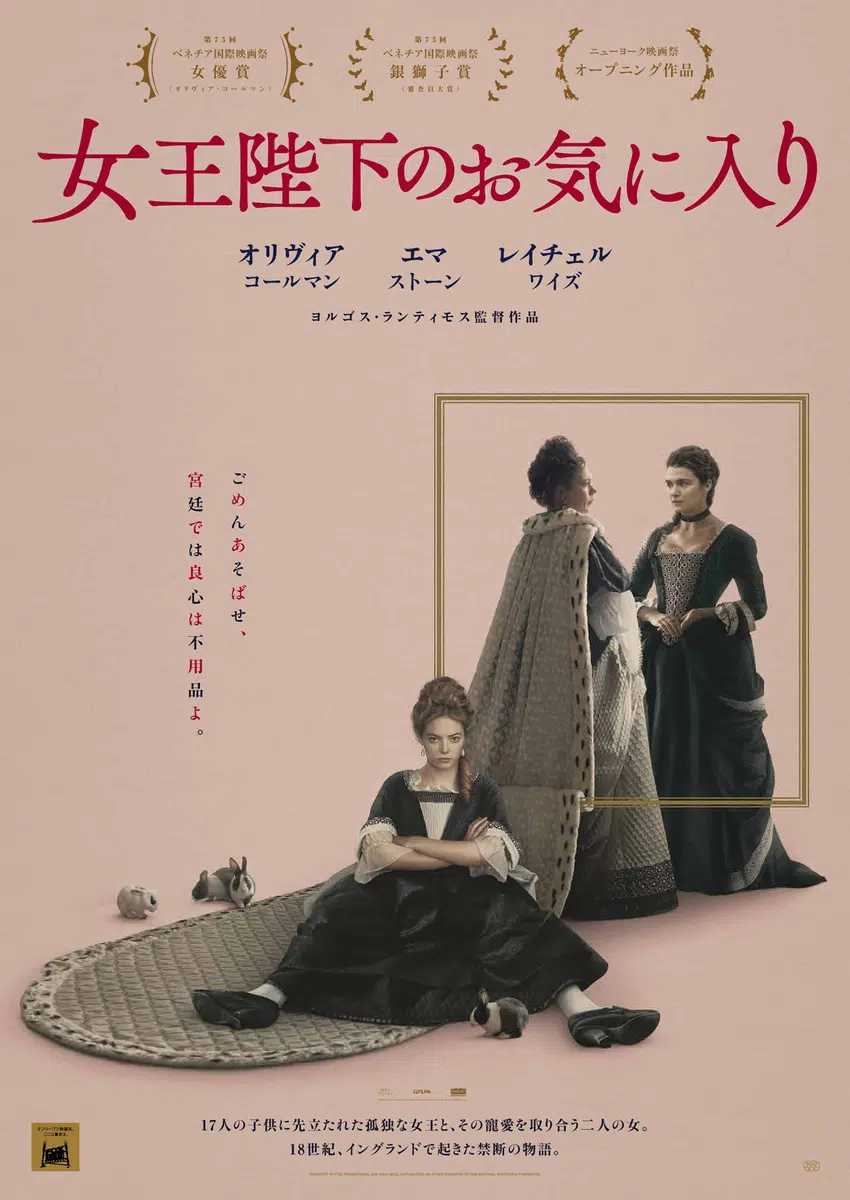 第75回
ベネチア国際映画祭
女優賞
(オリヴィア・コールマン)
第75回
ベネチア国際映画祭
銀獅子賞
(審査員大賞)
ニューヨーク映画祭
オープニング作品
女王陛下のお気に入り
オリヴィア
コールマン
エマ
ストーン
レイチェル
ワイズ
ヨルゴス・ランティモス監督作品
ごめんあそばせ、
宮廷では良心は不用品よ。
17人の子供に先立たれた孤独な女王と、その寵愛を取り合う二人の女。
18世紀、イングランドで起きた禁断の物語。